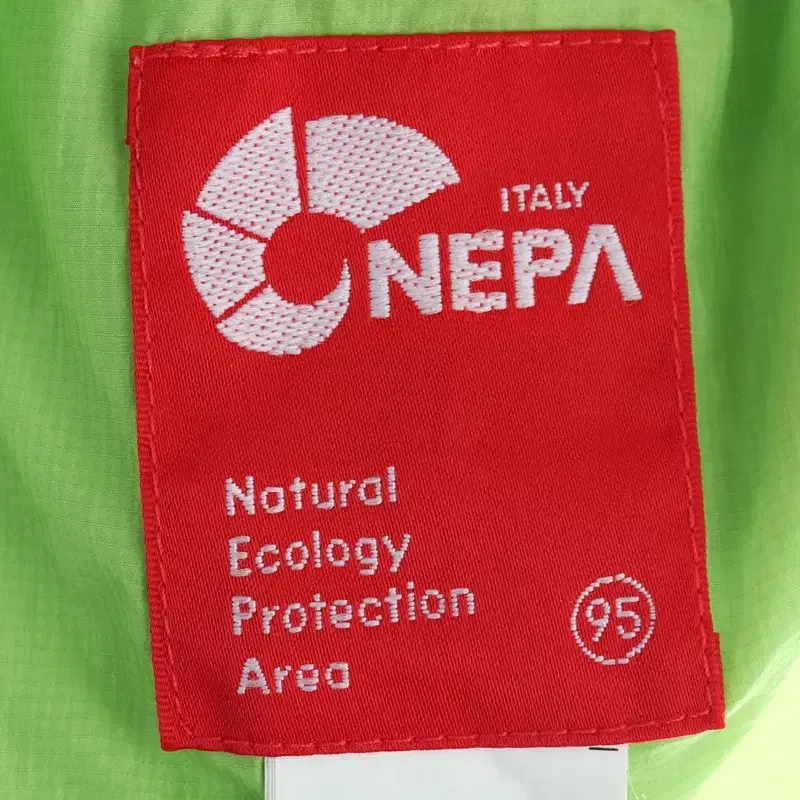 ITALY
NEPA
Natural
Ecology
Protection
Area
95